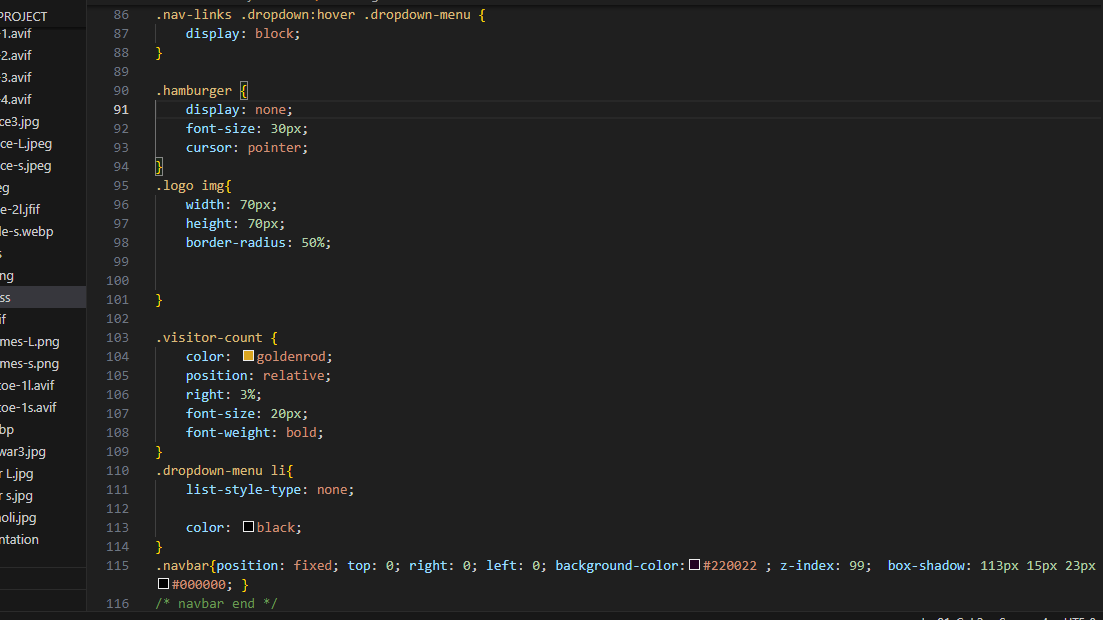 PROJECT
-1.avif
-2.avif
-3.avif
-4.avif
ce3.jpg
ce-L.jpeg
ce-s.jpeg
eg
e-2l.jfif
le-s.webp
s
ng
ss
if
mes-L.png
mes-s.png
toe-1l.avif
toe-1s.avif
bp
war3.jpg
r L.jpg
r s.jpg
noli.jpg
ntation
86 .nav-links .dropdown:hover .dropdown-menu {
87 display: block;
88 }
89
90 .hamburger {
91 display: none;
92 font-size: 30px;
93 cursor: pointer;
94 }
95 .logo img{
96 width: 70px;
97 height: 70px;
98 border-radius: 50%;
99
100
101 }
102
103 .visitor-count {
104 color: goldenrod;
105 position: relative;
106 right: 3%;
107 font-size: 20px;
108 font-weight: bold;
109 }
110 .dropdown-menu li{
111 list-style-type: none;
112
113 color: black;
114 }
115 .navbar{position: fixed; top: 0; right: 0; left: 0; background-color: #220022 ; z-index: 99; box-shadow: 113px 15px 23px
#000000; }
116 /* navbar end */